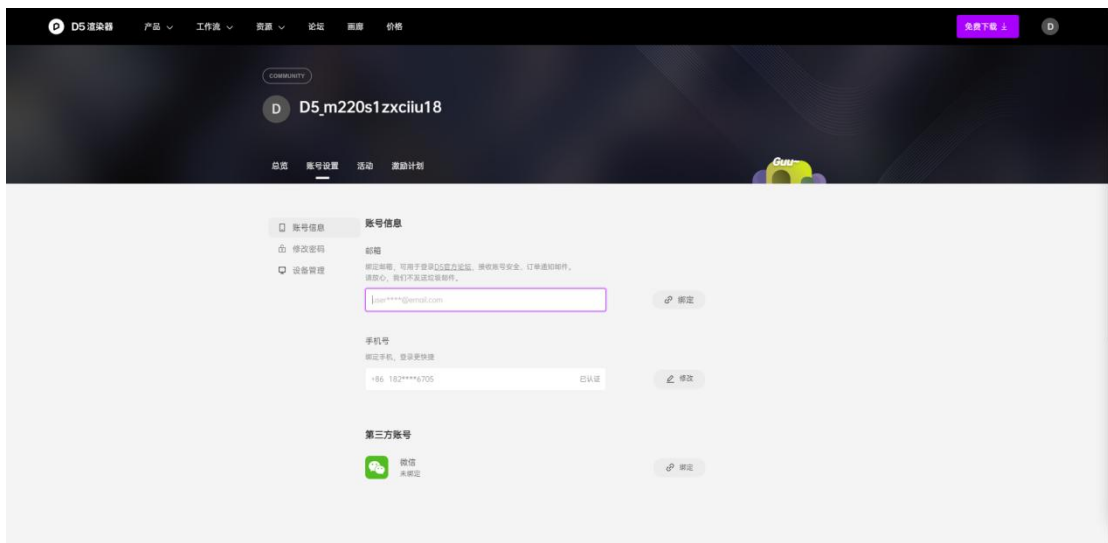 D5 渲染器 产品 工作流 资源 论坛 画廊 价格 免费下载 D
COMMUNITY
D D5_m220s1zxciiu18
总览 账号设置 活动 激励计划
Guu~
账号信息
修改密码
设备管理
账号信息
邮箱
绑定邮箱，可用于登录D5官方论坛、接收账号安全、订单通知邮件。
请放心，我们不发送垃圾邮件。
user****@email.com 绑定
手机号
绑定手机，登录更快捷
+86 182****6705 已认证 修改
第三方账号
微信
未绑定
绑定